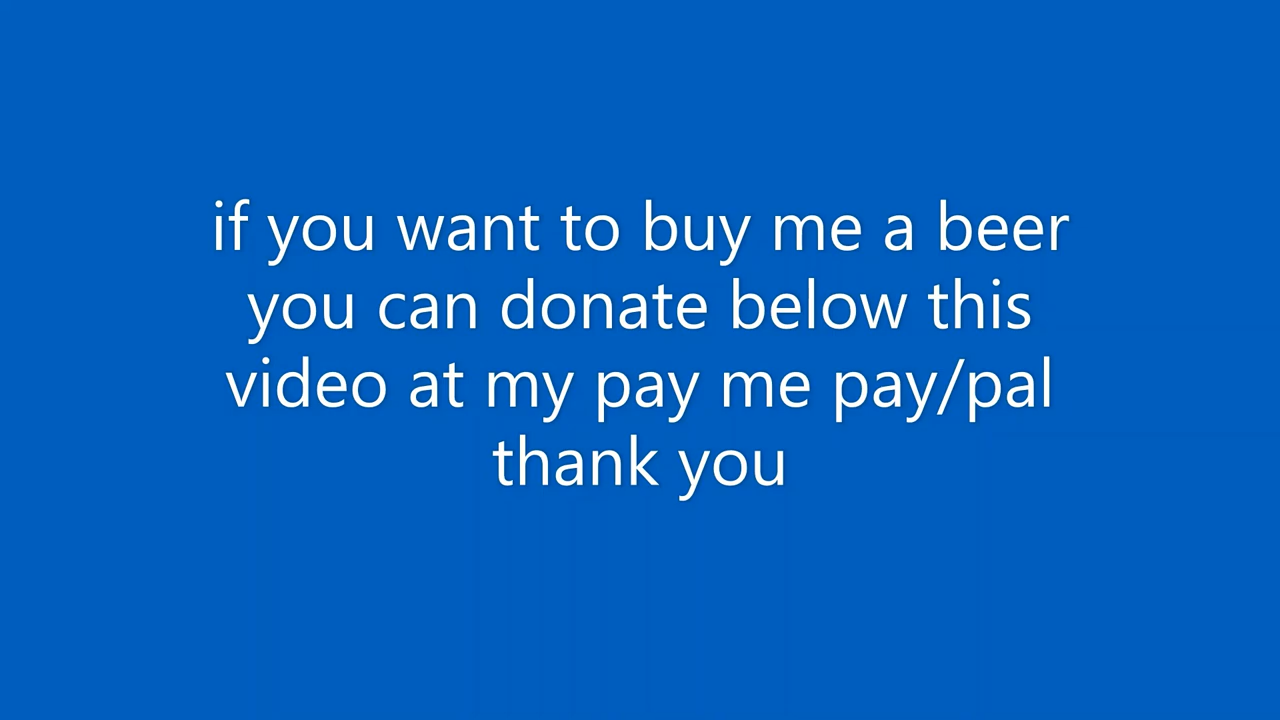 if you want to buy me a beer
you can donate below this
video at my pay me pay/pal
thank you